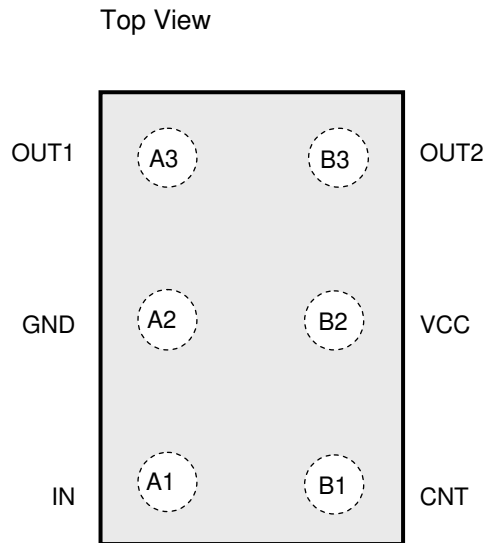 Top View
OUT1 A3 B3 OUT2
GND A2 B2 VCC
IN A1 B1 CNT